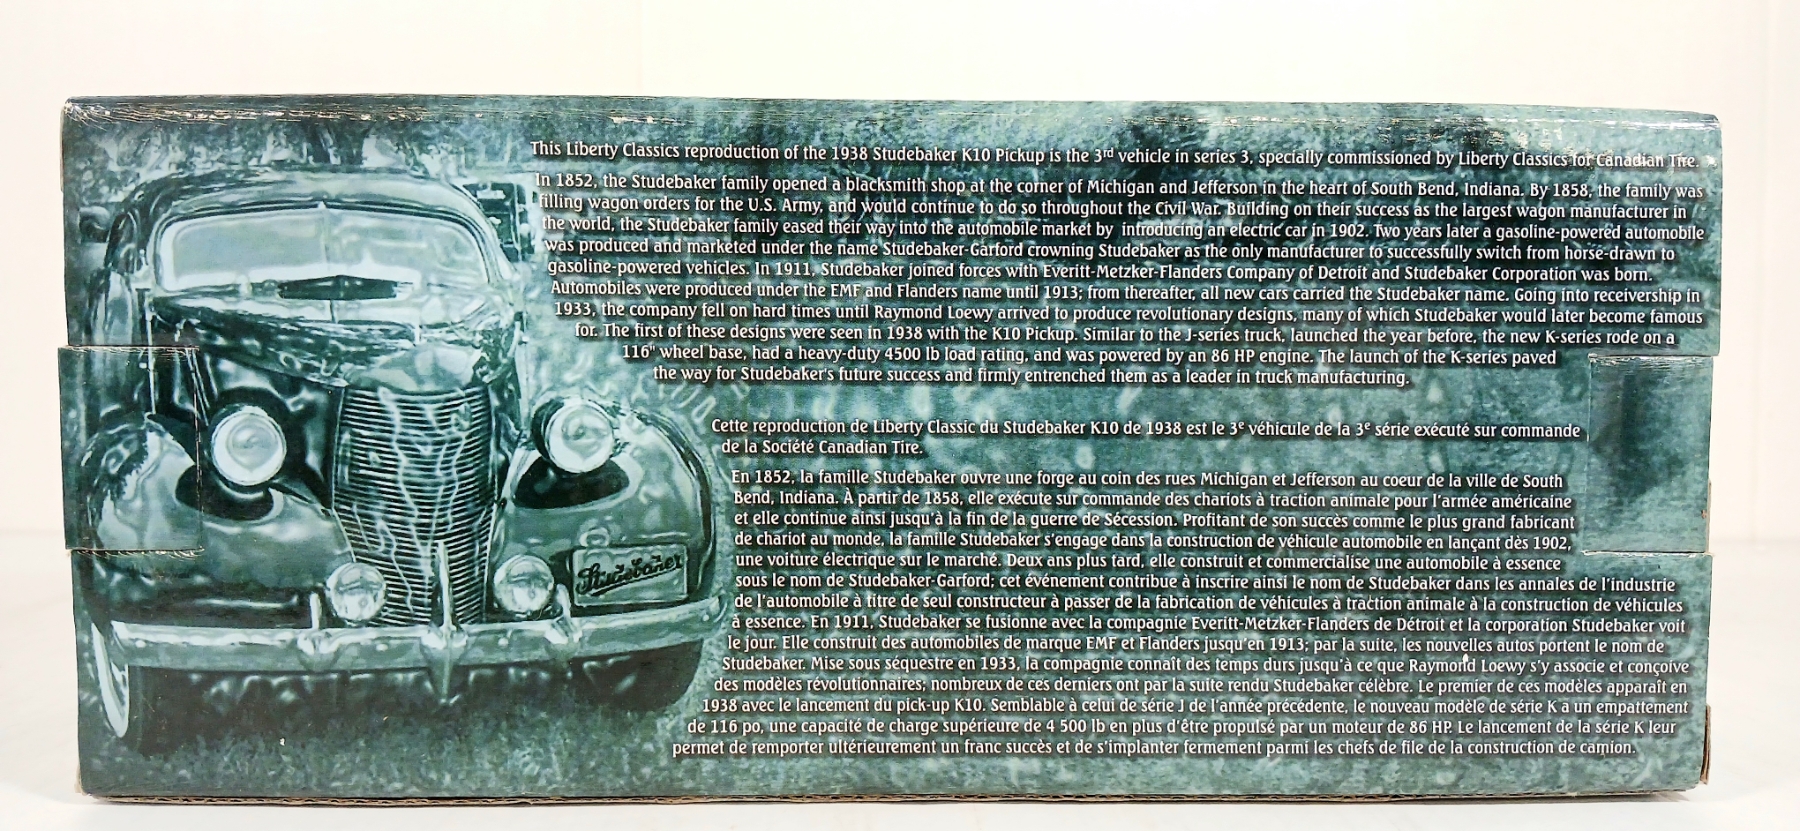 This Liberty Classics reproduction of the 1938 Studebaker K10 Pickup is the 3rd vehicle in series 3, specially commissioned by Liberty Classics for Canadian Tire.
In 1852, the Studebaker family opened a blacksmith shop at the corner of Michigan and Jefferson in the heart of South Bend, Indiana. By 1858, the family was
filling wagon orders for the U.S. Army, and would continue to do so throughout the Civil War. Building on their success as the largest wagon manufacturer in
the world, the Studebaker family eased their way into the automobile market by introducing an electric car in 1902. Two years later a gasoline-powered automobile
was produced and marketed under the name Studebaker-Garford crowning Studebaker as the only manufacturer to successfully switch from horse-drawn to
gasoline-powered vehicles. In 1911, Studebaker joined forces with Everitt-Metzker-Flanders Company of Detroit and Studebaker Corporation was born.
Automobiles were produced under the EMF and Flanders name until 1913; from thereafter, all new cars carried the Studebaker name. Going into receivership in
1933, the company fell on hard times until Raymond Loewy arrived to produce revolutionary designs, many of which Studebaker would later become famous
for. The first of these designs were seen in 1938 with the K10 Pickup. Similar to the J-series truck, launched the year before, the new K-series rode on a
116" wheel base, had a heavy-duty 4500 lb load rating, and was powered by an 86 HP engine. The launch of the K-series paved
the way for Studebaker's future success and firmly entrenched them as a leader in truck manufacturing.
Cette reproduction de Liberty Classic du Studebaker K10 de 1938 est le 3e véhicule de la 3e série exécuté sur commande
de la Société Canadian Tire.
En 1852, la famille Studebaker ouvre une forge au coin des rues Michigan et Jefferson au coeur de la ville de South
Bend, Indiana. À partir de 1858, elle exécute sur commande des chariots à traction animale pour l'armée américaine
et elle continue ainsi jusqu'à la fin de la guerre de Sécession. Profitant de son succès comme le plus grand fabricant
de chariot au monde, la famille Studebaker s'engage dans la construction de véhicule automobile en lançant dès 1902,
une voiture électrique sur le marché. Deux ans plus tard, elle construit et commercialise une automobile à essence
sous le nom de Studebaker-Garford; cet événement contribue à inscrire ainsi le nom de Studebaker dans les annales de l'industrie
de l'automobile à titre de seul constructeur à passer de la fabrication de véhicules à traction animale à la construction de véhicules
à essence. En 1911, Studebaker se fusionne avec la compagnie Everitt-Metzker-Flanders de Détroit et la corporation Studebaker voit
le jour. Elle construit des automobiles de marque EMF et Flanders jusqu'en 1913; par la suite, les nouvelles autos portent le nom de
Studebaker. Mise sous séquestre en 1933, la compagnie connaît des temps durs jusqu'à ce que Raymond Loewy s'y associe et conçoive
des modèles révolutionnaires; nombreux de ces derniers ont par la suite rendu Studebaker célèbre. Le premier de ces modèles apparaît en
1938 avec le lancement du pick-up K10. Semblable à celui de série J de l'année précédente, le nouveau modèle de série K a un empattement
de 116 po, une capacité de charge supérieure de 4 500 lb en plus d'être propulsé par un moteur de 86 HP. Le lancement de la série K leur
permet de remporter ultérieurement un franc succès et de s'implanter fermement parmi les chefs de file de la construction de camion.
Studebaker